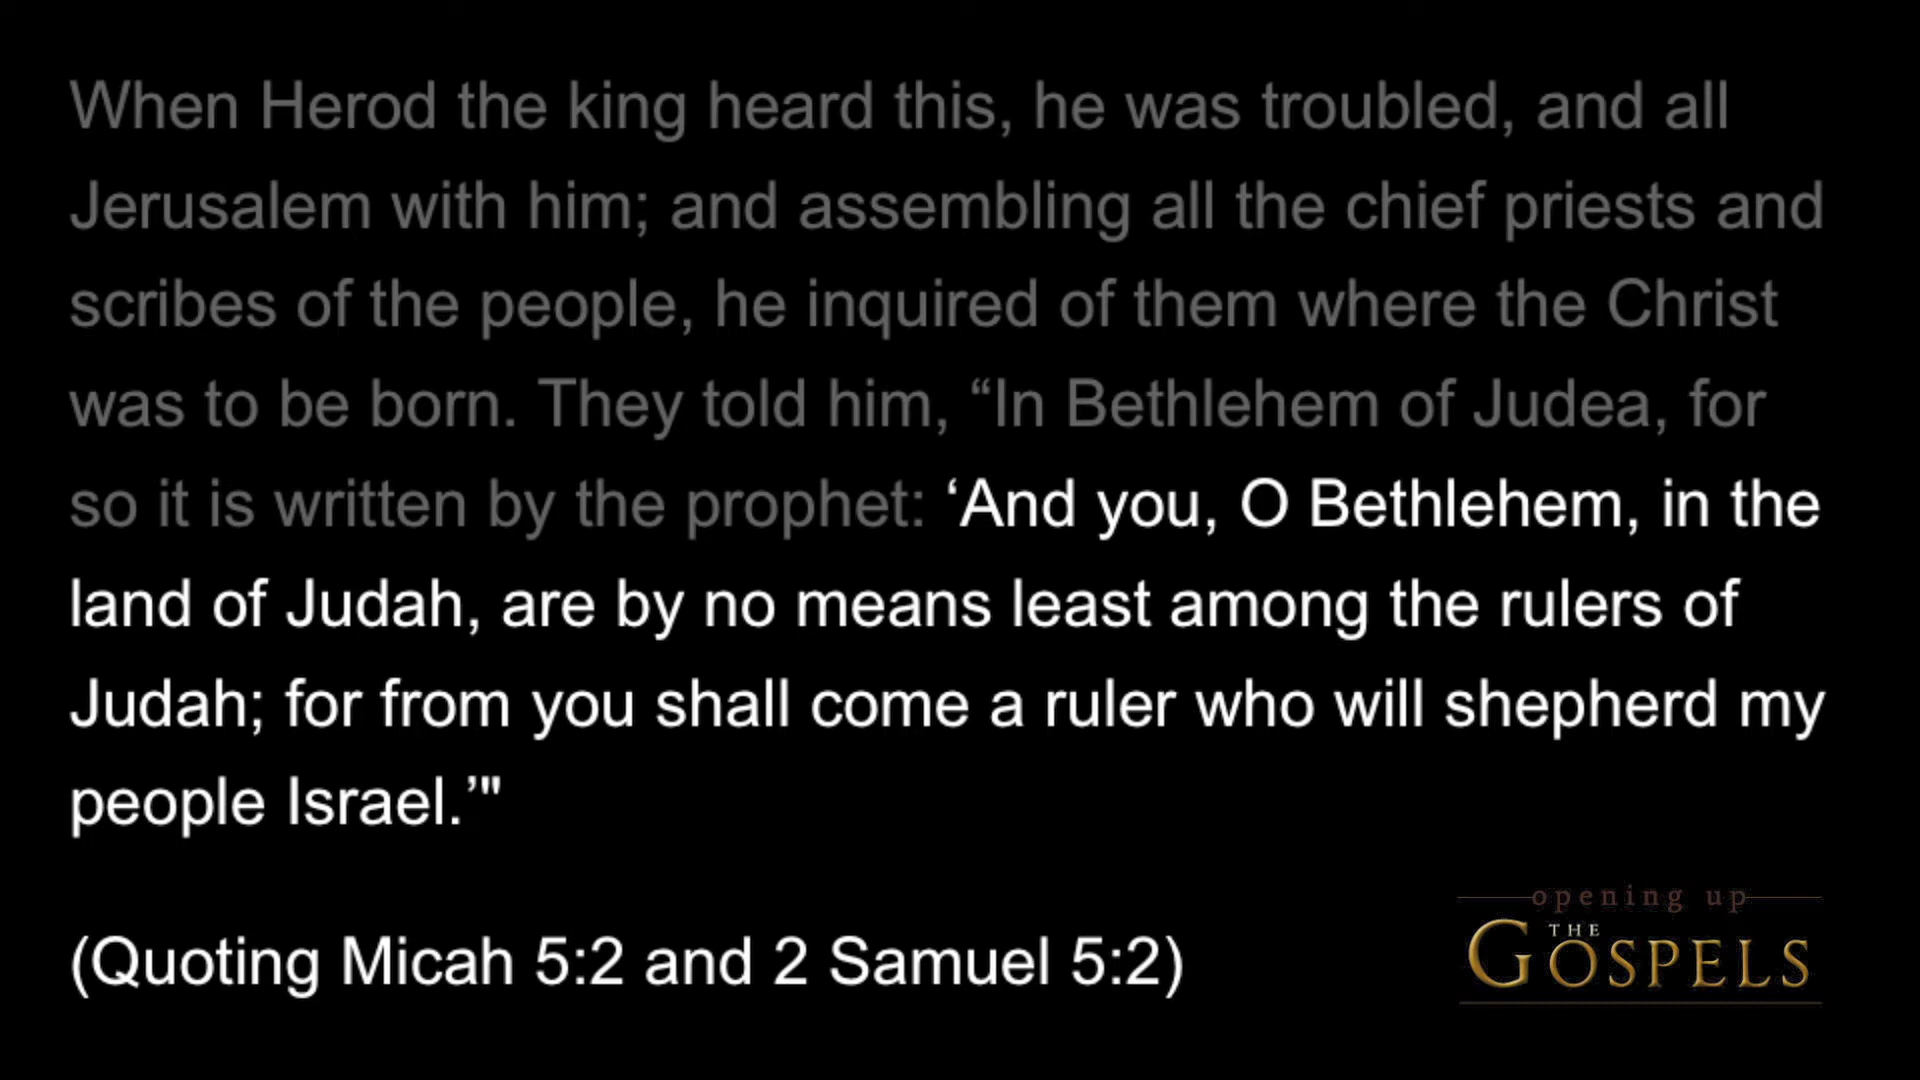 When Herod the king heard this, he was troubled, and all
Jerusalem with him; and assembling all the chief priests and
scribes of the people, he inquired of them where the Christ
was to be born. They told him, “In Bethlehem of Judea, for
so it is written by the prophet: ‘And you, O Bethlehem, in the
land of Judah, are by no means least among the rulers of
Judah; for from you shall come a ruler who will shepherd my
people Israel.’"
(Quoting Micah 5:2 and 2 Samuel 5:2)
opening up
THE
GOSPELS